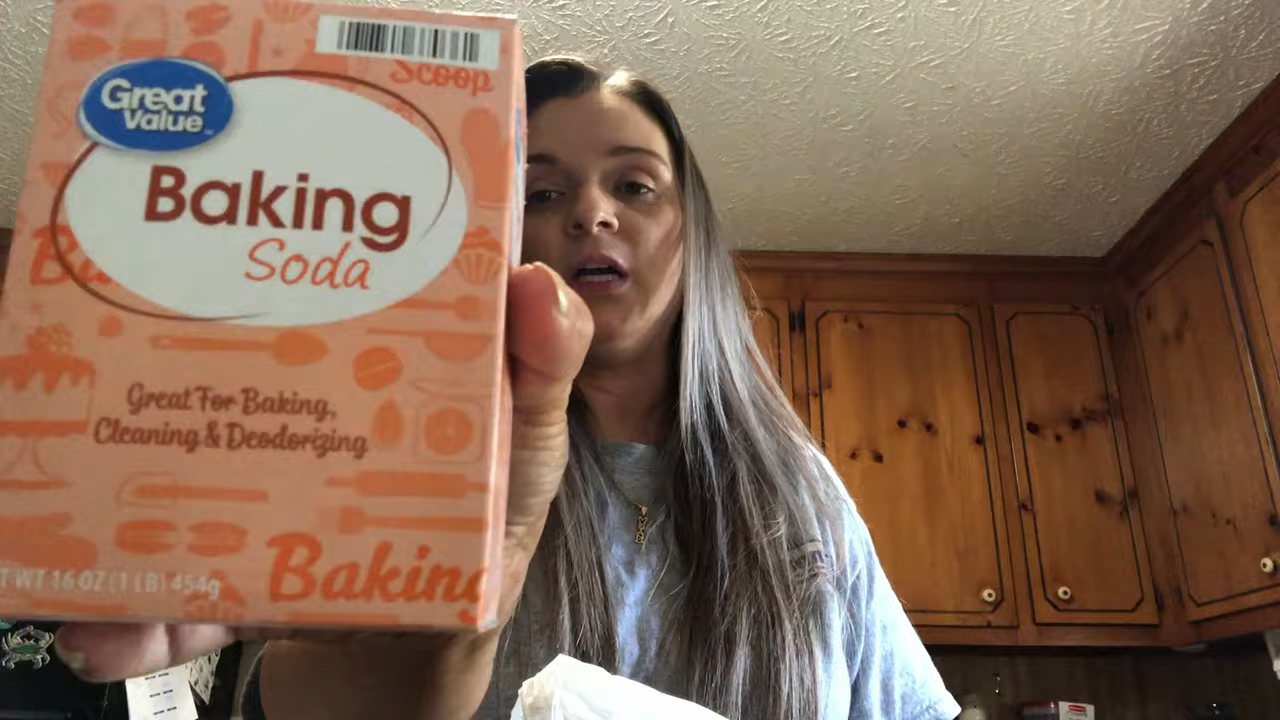 Scoop
Great
Value
Baking
Soda
Great For Baking,
Cleaning & Deodorizing
T WT 16 OZ (1 LB) 454g
Baking